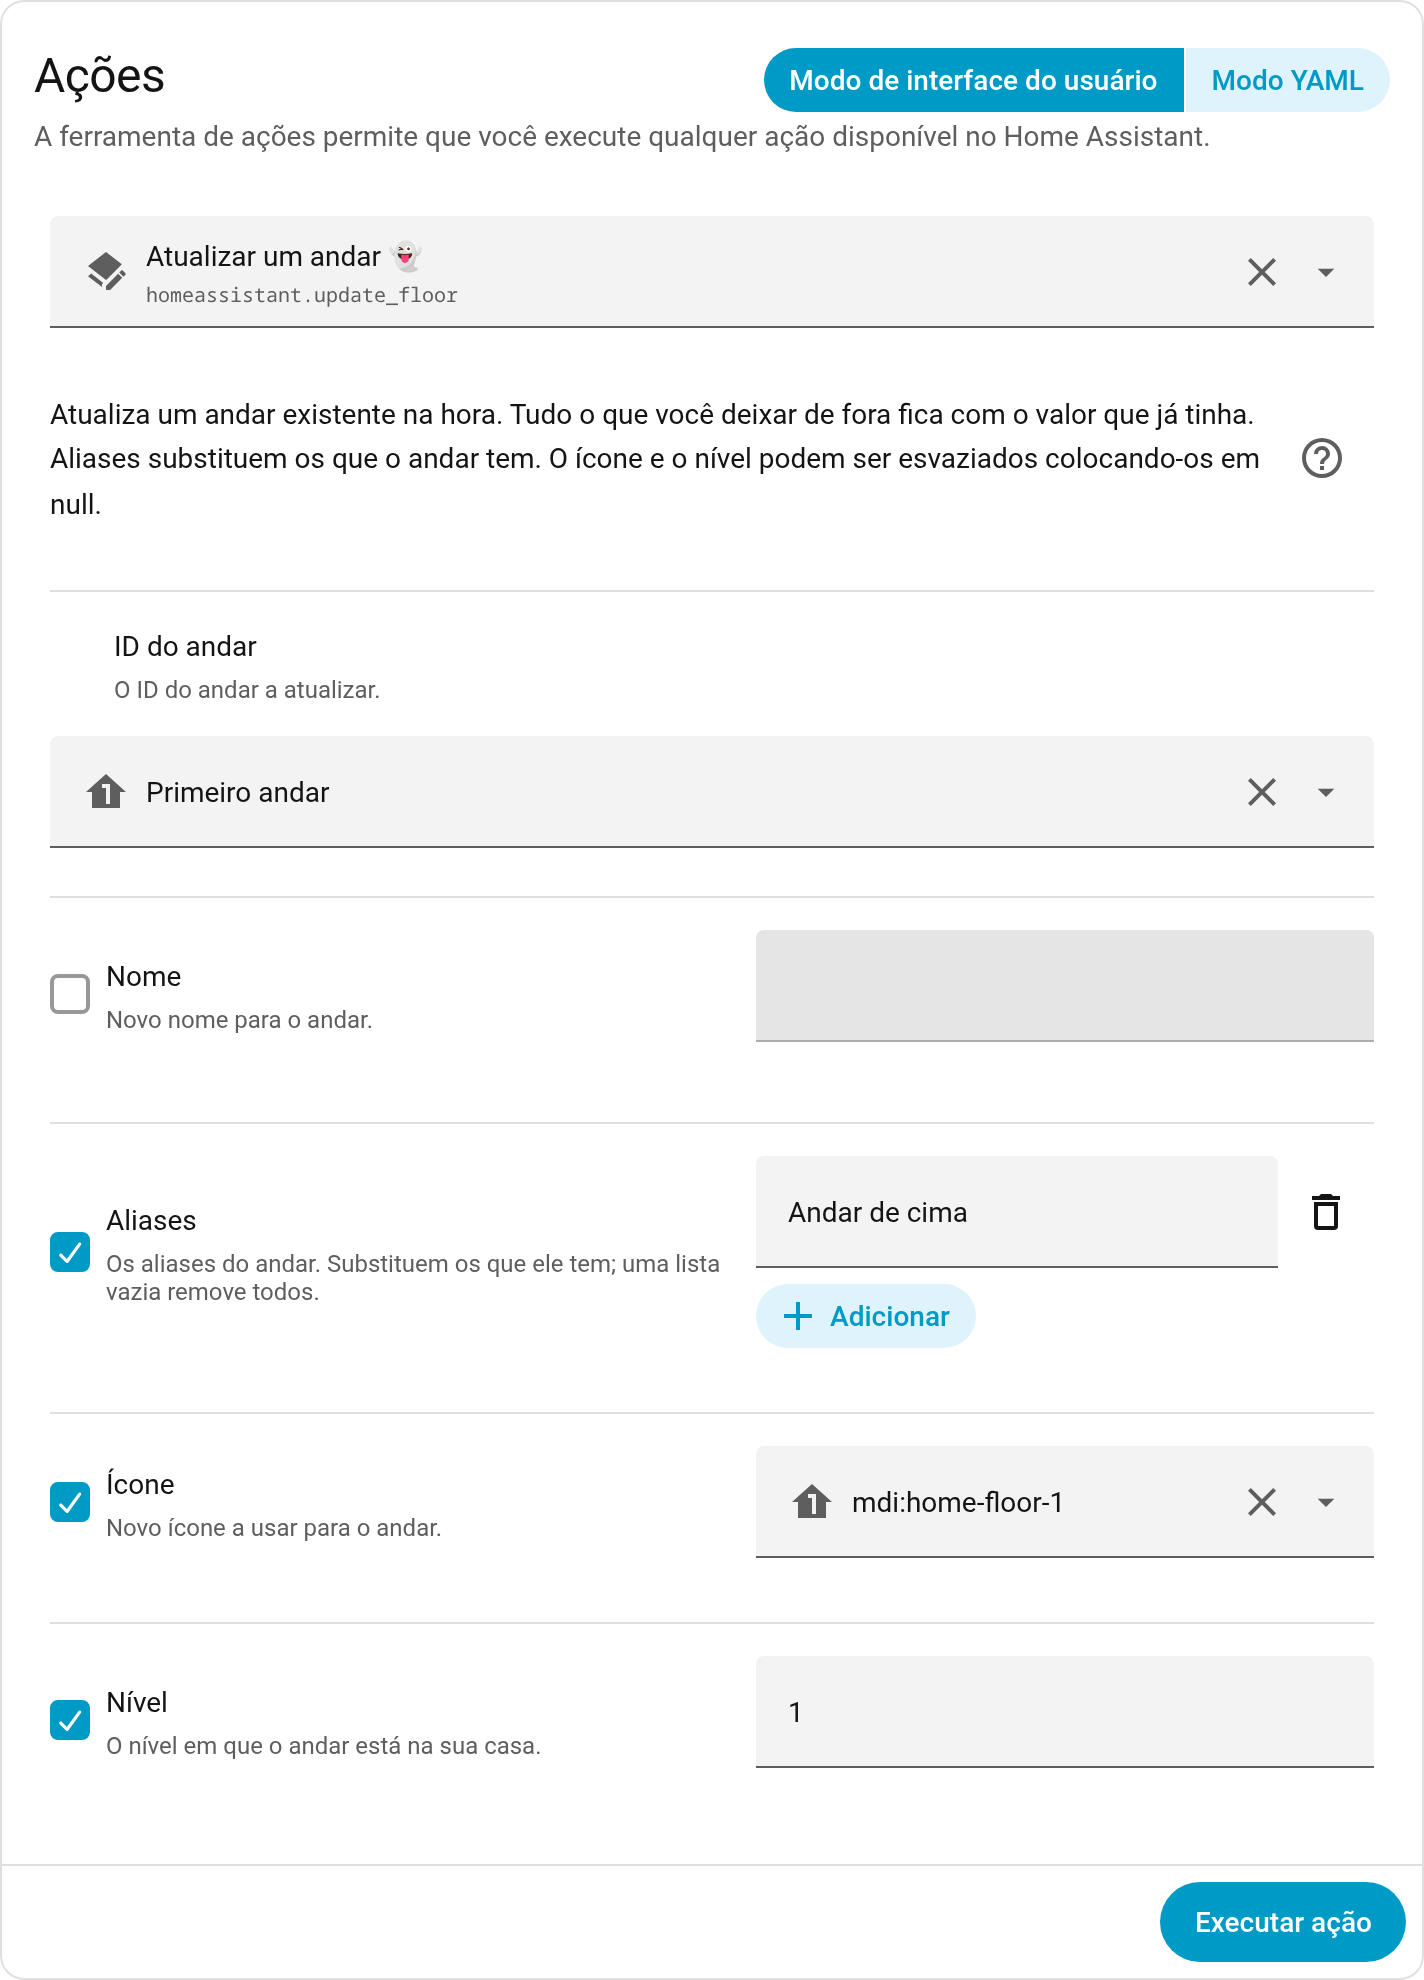 Ações
Modo de interface do usuário
Modo YAML
A ferramenta de ações permite que você execute qualquer ação disponível no Home Assistant.
Atualizar um andar 👻
homeassistant.update_floor
Atualiza um andar existente na hora. Tudo o que você deixar de fora fica com o valor que já tinha.
Aliases substituem os que o andar tem. O ícone e o nível podem ser esvaziados colocando-os em
null.
ID do andar
O ID do andar a atualizar.
Primeiro andar
Nome
Novo nome para o andar.
Aliases
Os aliases do andar. Substituem os que ele tem; uma lista
vazia remove todos.
Andar de cima
Adicionar
Ícone
Novo ícone a usar para o andar.
mdi:home-floor-1
Nível
O nível em que o andar está na sua casa.
1
Executar ação